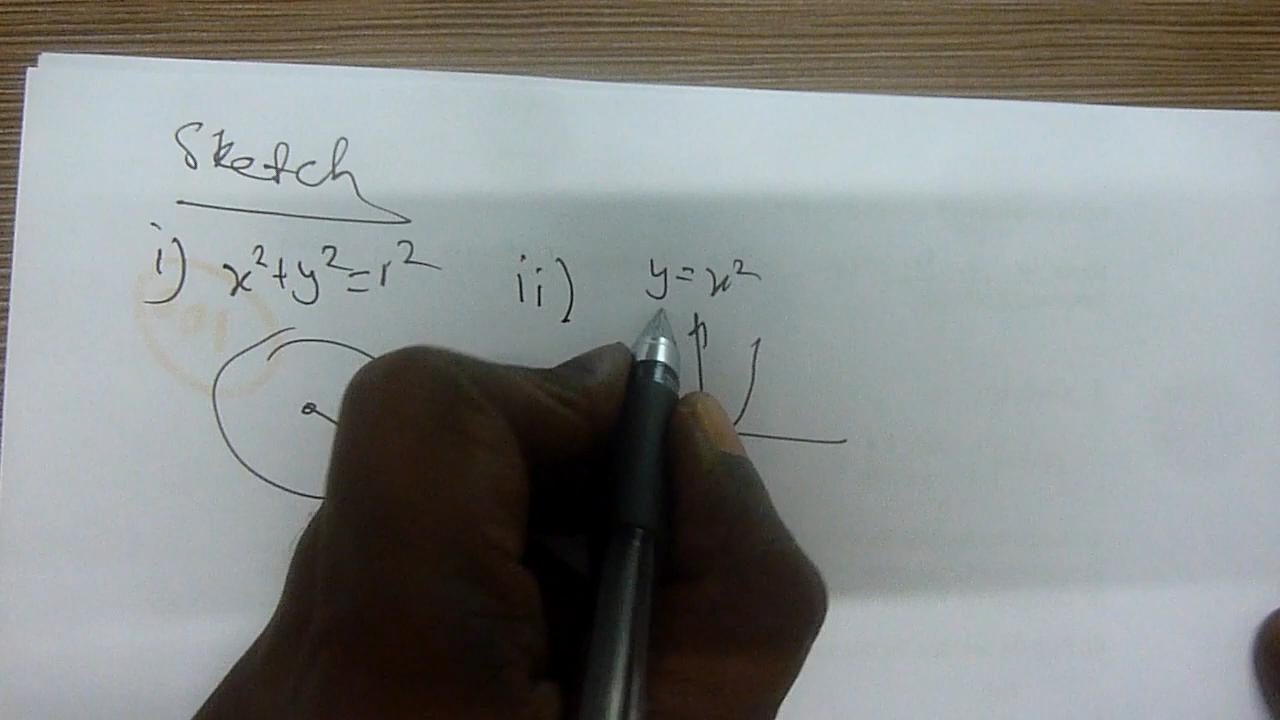 Sketch
i) x²+y²=r² ii) y=x²